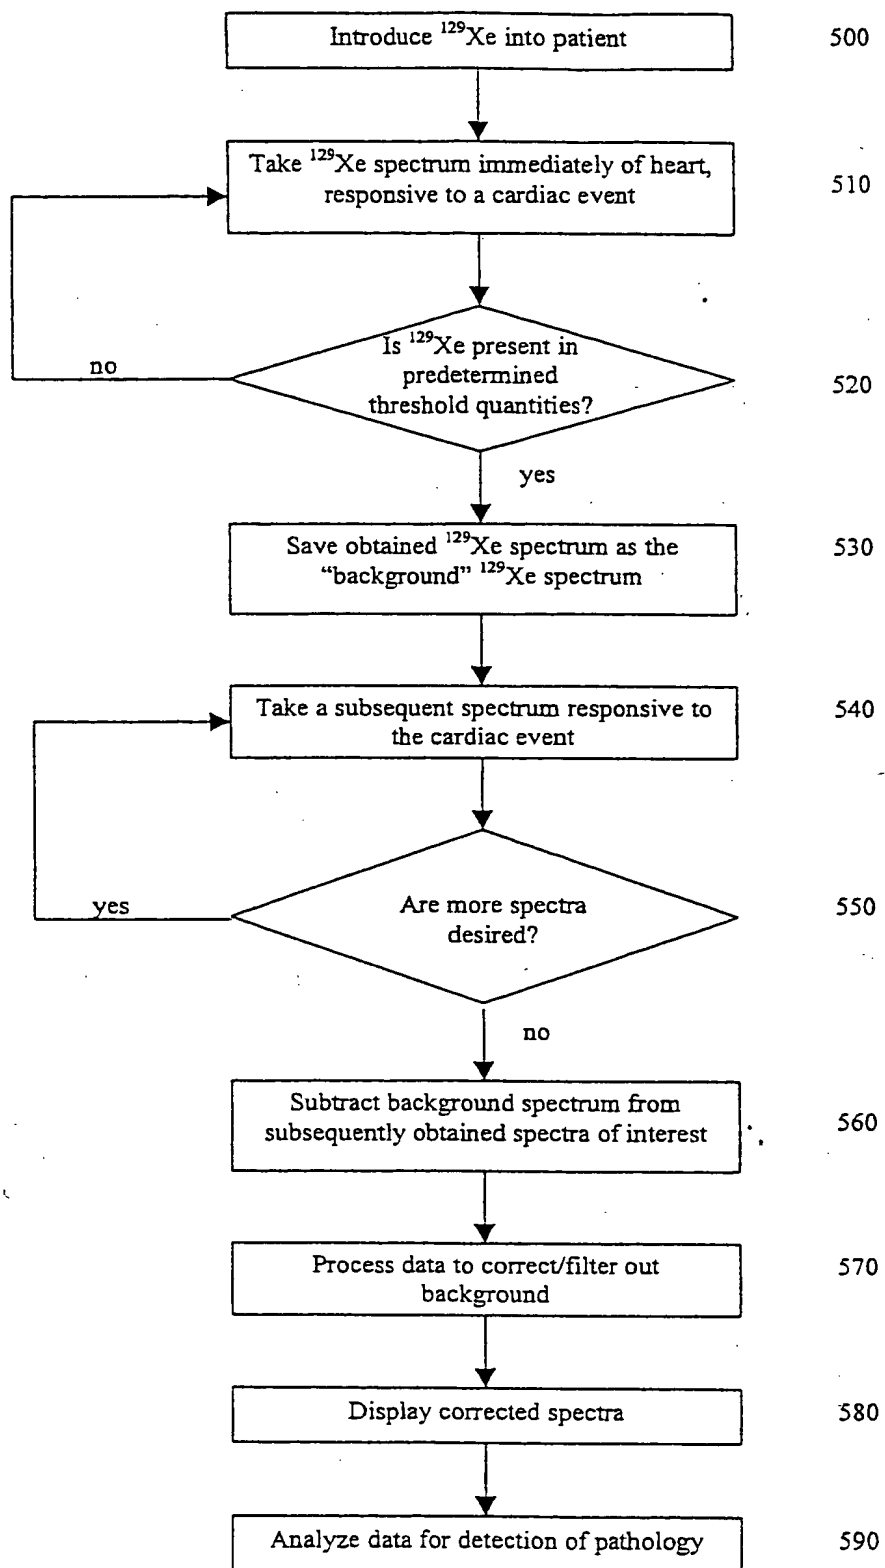 Introduce ¹²⁹Xe into patient
500
Take ¹²⁹Xe spectrum immediately of heart,
responsive to a cardiac event
510
Is ¹²⁹Xe present in
predetermined
threshold quantities?
520
no
yes
Save obtained ¹²⁹Xe spectrum as the
“background” ¹²⁹Xe spectrum
530
Take a subsequent spectrum responsive to
the cardiac event
540
Are more spectra
desired?
550
yes
no
Subtract background spectrum from
subsequently obtained spectra of interest
560
Process data to correct/filter out
background
570
Display corrected spectra
580
Analyze data for detection of pathology
590